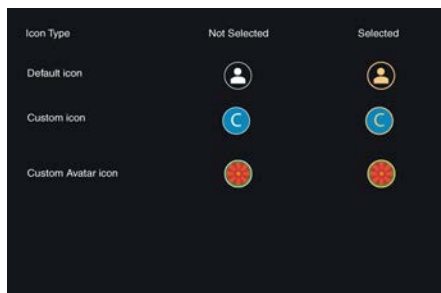 Icon Type Not Selected Selected
Default icon
Custom icon C C
Custom Avatar icon